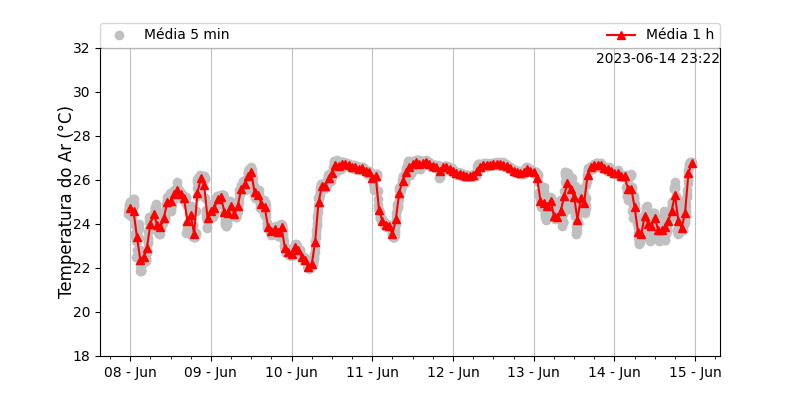 Média 5 min
Média 1 h
2023-06-14 23:22
Temperatura do Ar (°C)
32
30
28
26
24
22
20
18
08 - Jun
09 - Jun
10 - Jun
11 - Jun
12 - Jun
13 - Jun
14 - Jun
15 - Jun